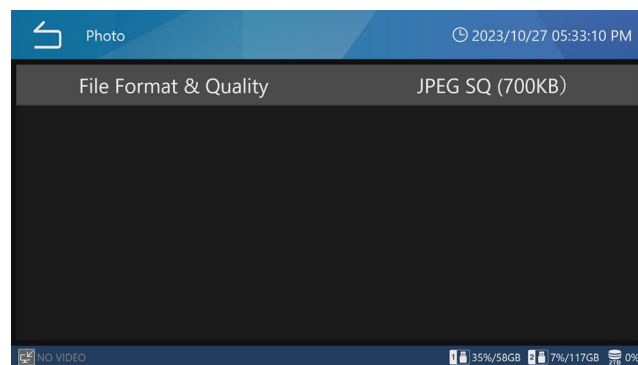 Photo
2023/10/27 05:33:10 PM
File Format & Quality
JPEG SQ (700KB)
NO VIDEO
1 35%/58GB 2 7%/117GB 2TB 0%